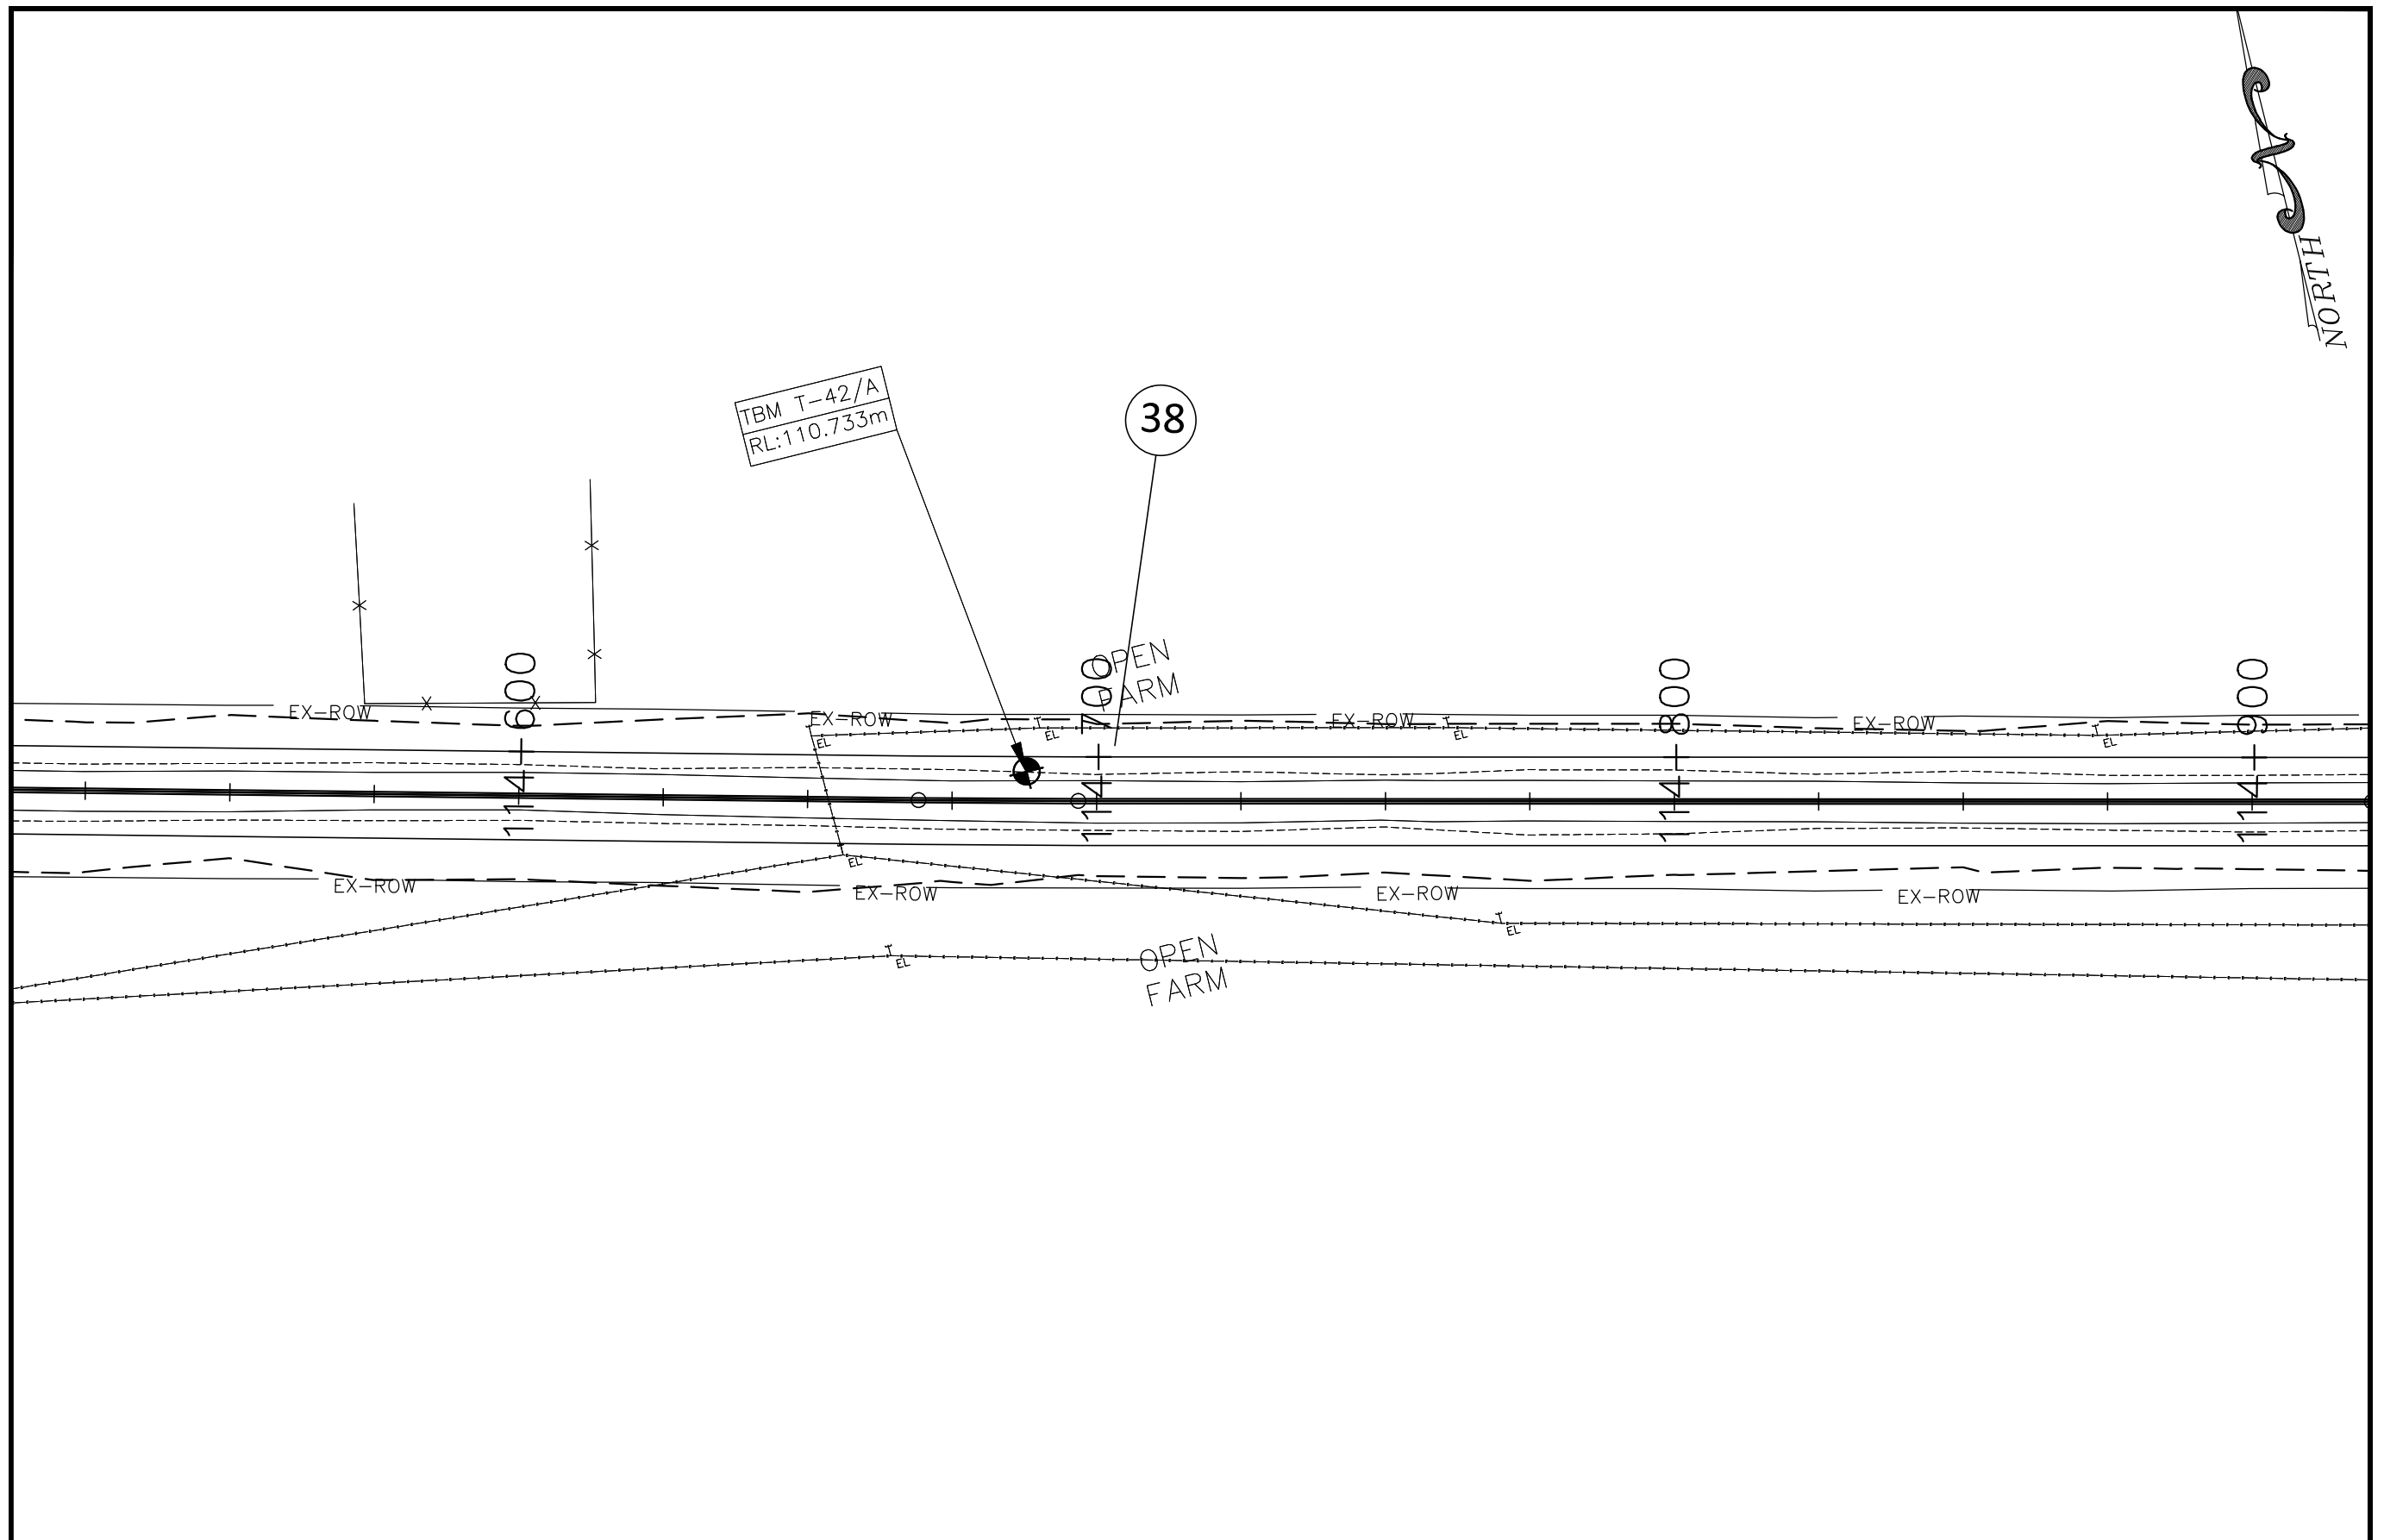 NORTH
TBM T-42/A
RL:110.733m
38
OPEN
FARM
114+600
114+700
114+800
114+900
EX-ROW
EX-ROW
EX-ROW
EX-ROW
EL
EL
EL
EL
EL
EX-ROW
EX-ROW
EX-ROW
EX-ROW
EL
EL
OPEN
FARM